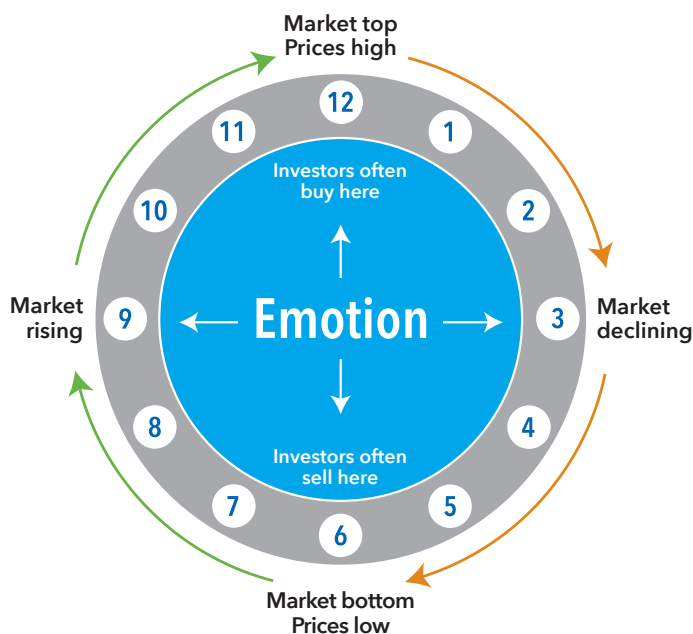 Market top
Prices high
12
11
1
Investors often
buy here
10
2
Market
rising
9
Emotion
3
Market
declining
8
4
Investors often
sell here
7
5
6
Market bottom
Prices low